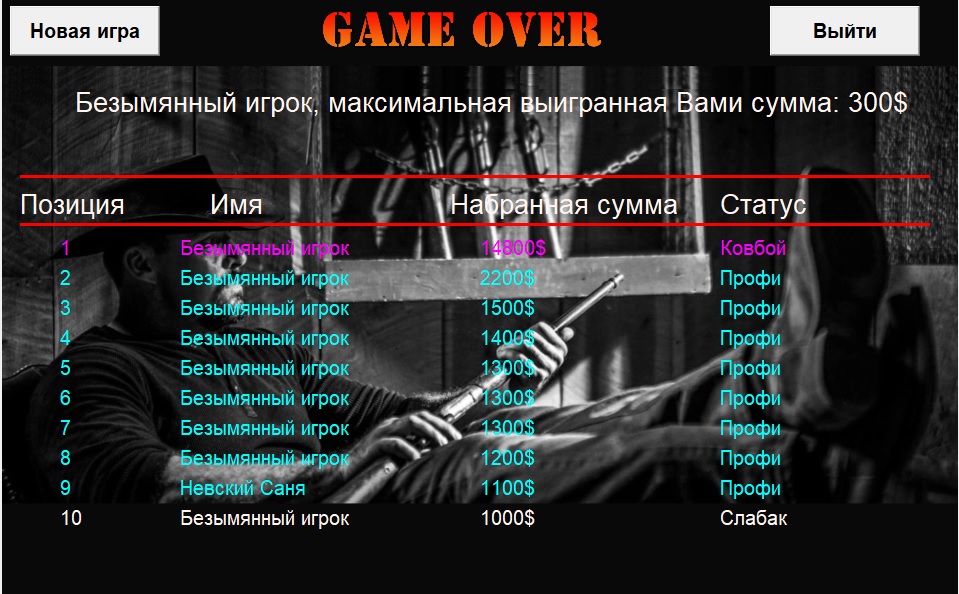 Новая игра GAME OVER Выйти
Безымянный игрок, максимальная выигранная Вами сумма: 300$
Позиция Имя Набранная сумма Статус
1 Безымянный игрок 14800$ Ковбой
2 Безымянный игрок 2200$ Профи
3 Безымянный игрок 1500$ Профи
4 Безымянный игрок 1400$ Профи
5 Безымянный игрок 1300$ Профи
6 Безымянный игрок 1300$ Профи
7 Безымянный игрок 1300$ Профи
8 Безымянный игрок 1200$ Профи
9 Невский Саня 1100$ Профи
10 Безымянный игрок 1000$ Слабак